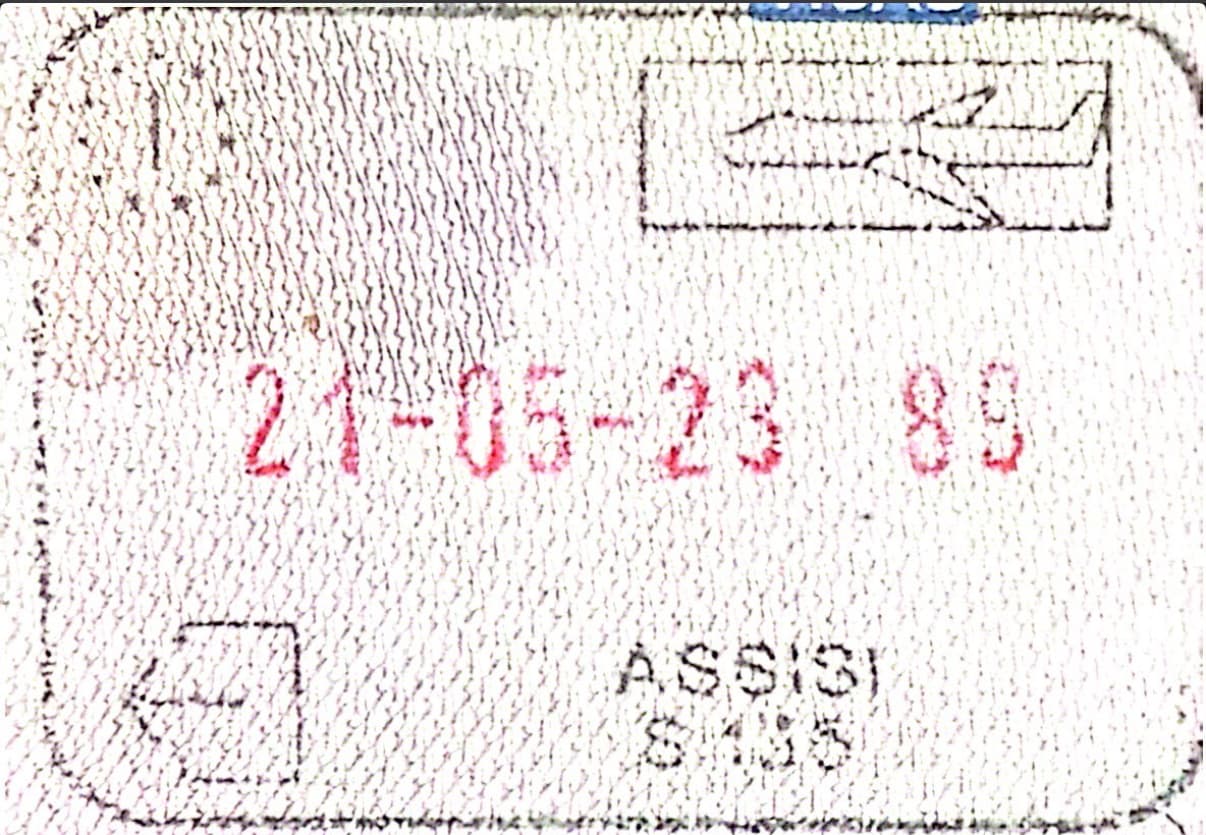 I
21-05-23 89
ASSISI